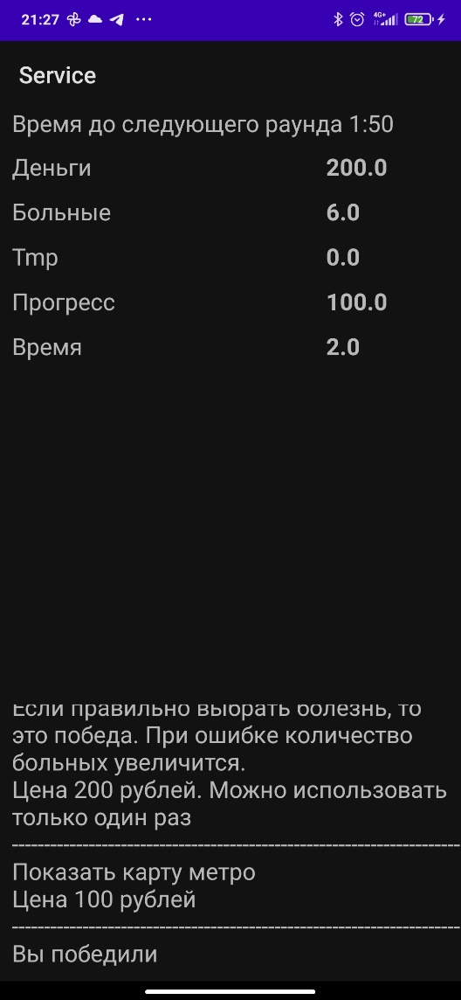 21:27
4G+
72
Service
Время до следующего раунда 1:50
Деньги 200.0
Больные 6.0
Tmp 0.0
Прогресс 100.0
Время 2.0
Если правильно выбрать болезнь, то
это победа. При ошибке количество
больных увеличится.
Цена 200 рублей. Можно использовать
только один раз
--------------------------------------------------------------------------------
Показать карту метро
Цена 100 рублей
--------------------------------------------------------------------------------
Вы победили